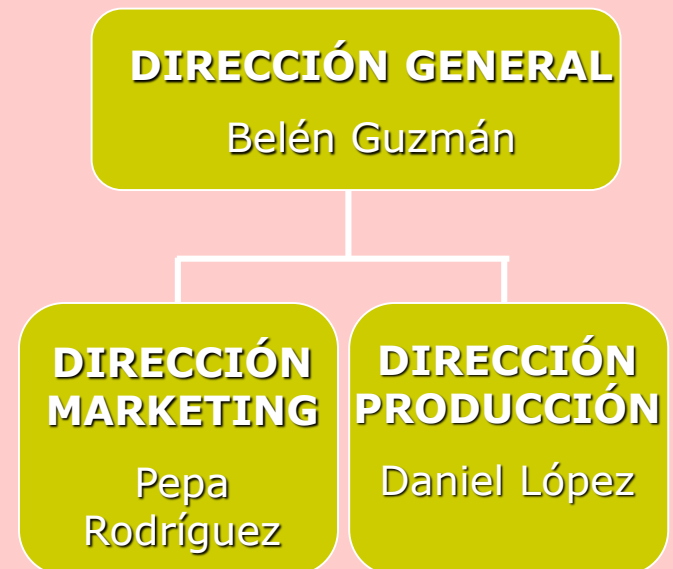 DIRECCIÓN GENERAL
Belén Guzmán
DIRECCIÓN
MARKETING
Pepa
Rodríguez
DIRECCIÓN
PRODUCCIÓN
Daniel López